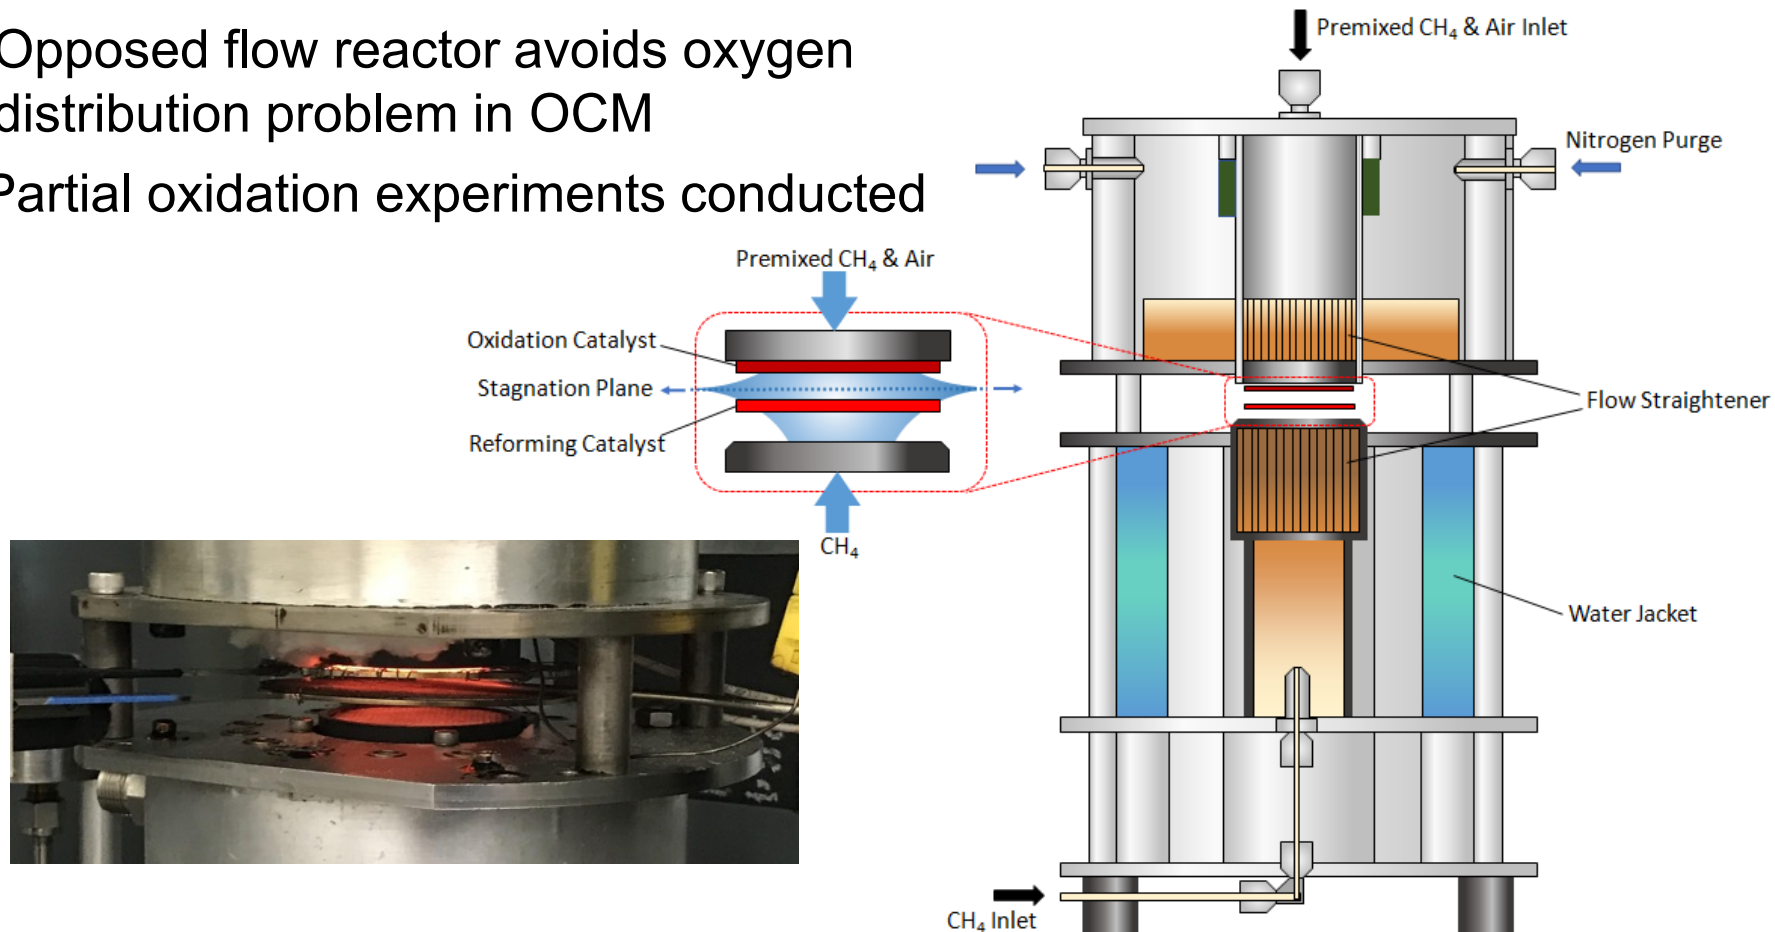 Opposed flow reactor avoids oxygen
distribution problem in OCM
Partial oxidation experiments conducted
Premixed CH₄ & Air Inlet
Nitrogen Purge
Premixed CH₄ & Air
Oxidation Catalyst
Stagnation Plane
Reforming Catalyst
CH₄
Flow Straightener
Water Jacket
CH₄ Inlet